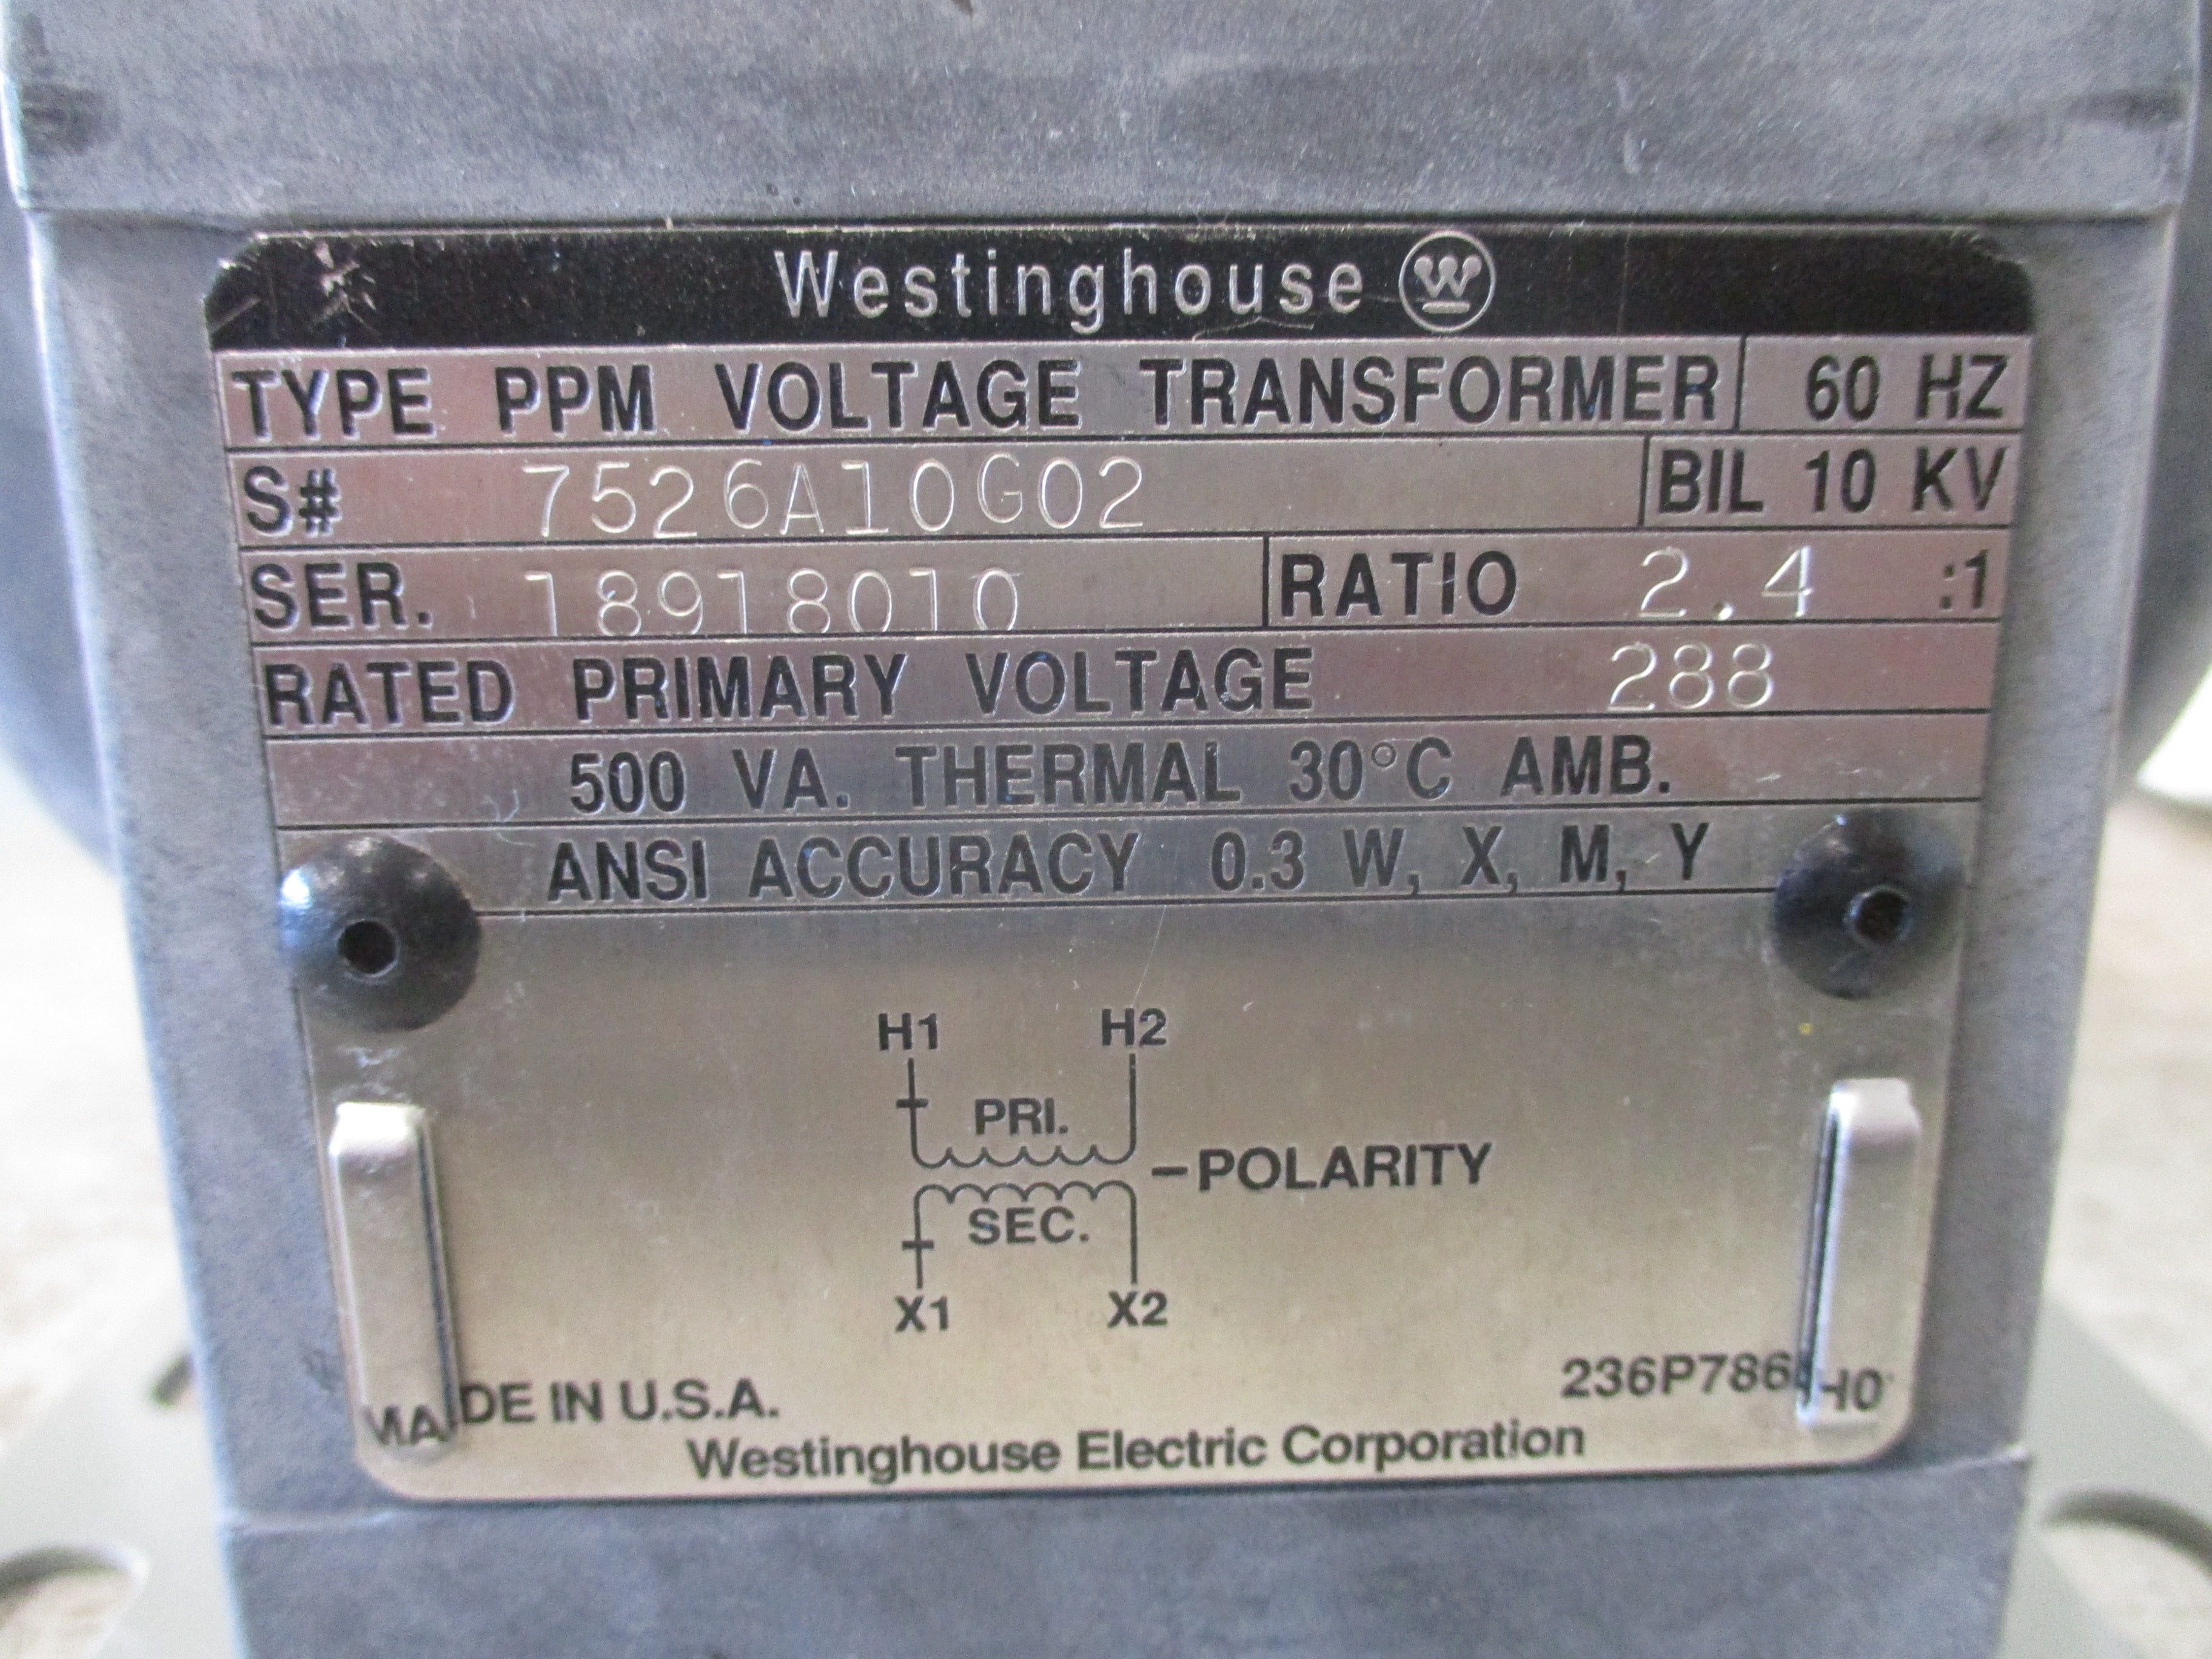 Westinghouse W
TYPE PPM VOLTAGE TRANSFORMER 60 HZ
S# 7526A10G02 BIL 10 KV
SER. 18918010 RATIO 2.4 :1
RATED PRIMARY VOLTAGE 288
500 VA. THERMAL 30°C AMB.
ANSI ACCURACY 0.3 W, X, M, Y
H1 H2
PRI.
-POLARITY
SEC.
X1 X2
MADE IN U.S.A.
Westinghouse Electric Corporation